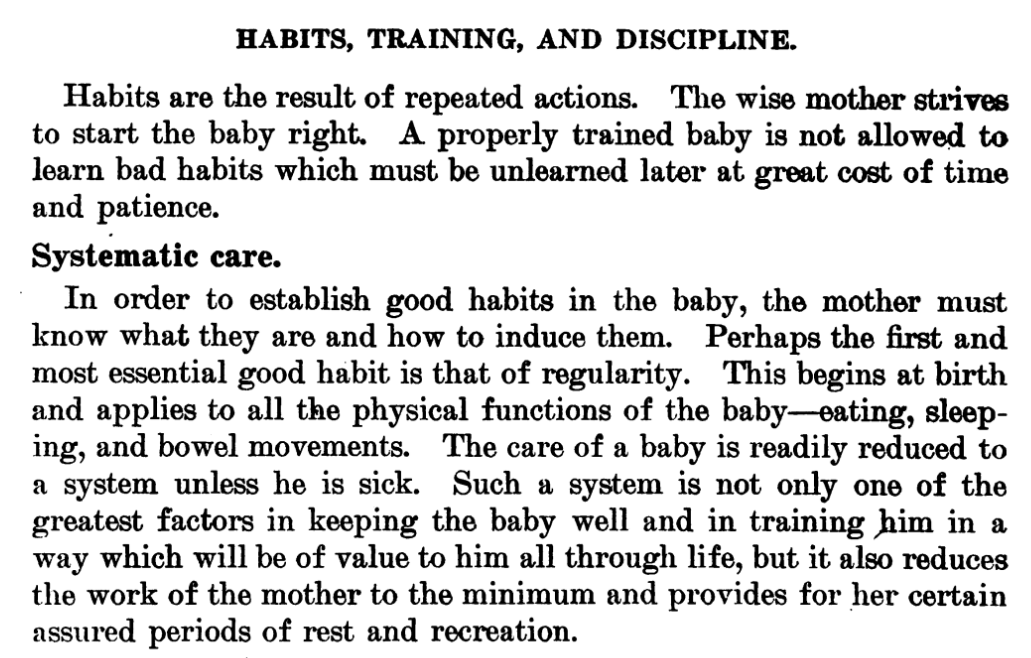 HABITS, TRAINING, AND DISCIPLINE.
Habits are the result of repeated actions. The wise mother strives
to start the baby right. A properly trained baby is not allowed to
learn bad habits which must be unlearned later at great cost of time
and patience.
Systematic care.
In order to establish good habits in the baby, the mother must
know what they are and how to induce them. Perhaps the first and
most essential good habit is that of regularity. This begins at birth
and applies to all the physical functions of the baby—eating, sleep-
ing, and bowel movements. The care of a baby is readily reduced to
a system unless he is sick. Such a system is not only one of the
greatest factors in keeping the baby well and in training him in a
way which will be of value to him all through life, but it also reduces
the work of the mother to the minimum and provides for her certain
assured periods of rest and recreation.